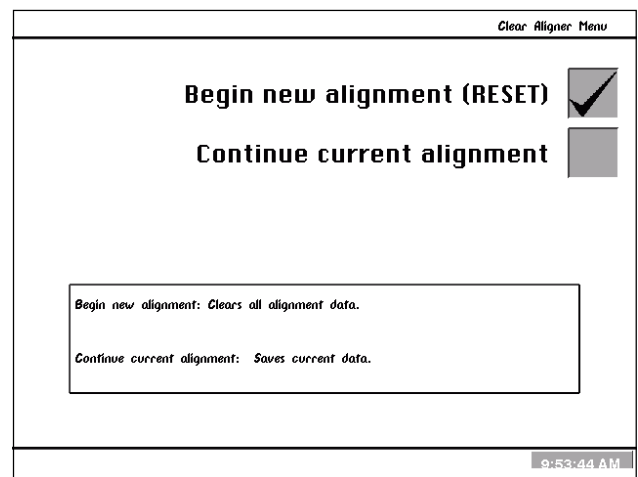 Clear Aligner Menu
Begin new alignment (RESET)
Continue current alignment
Begin new alignment: Clears all alignment data.
Continue current alignment: Saves current data.
9:53:44 AM